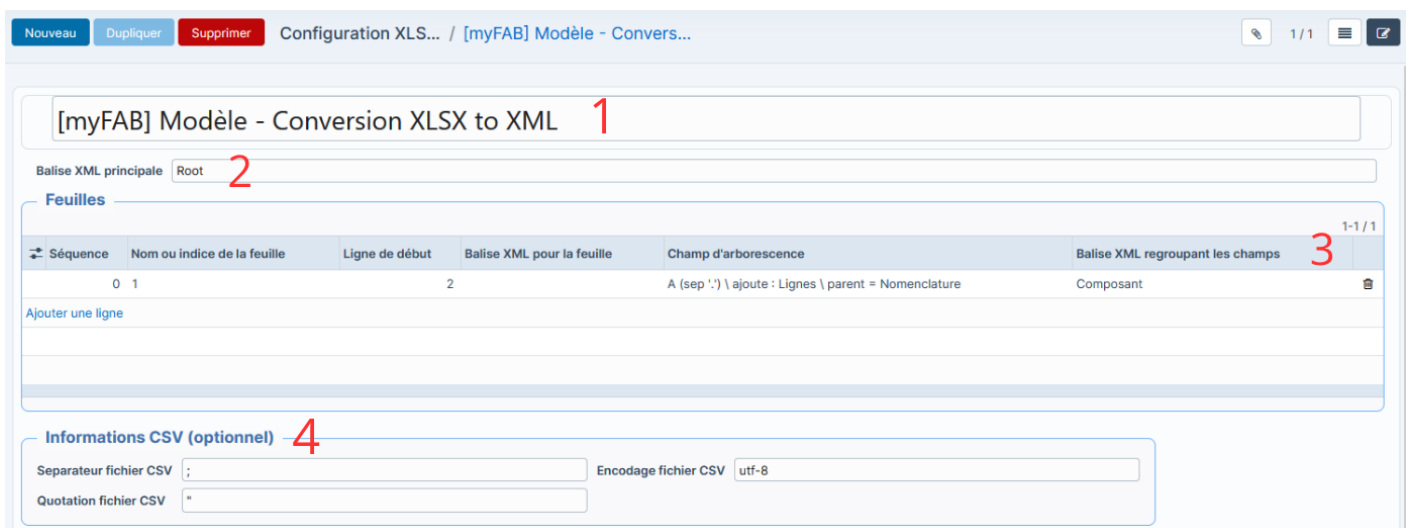 Nouveau Dupliquer Supprimer Configuration XLS... / [myFAB] Modèle - Convers... 1 / 1
[myFAB] Modèle - Conversion XLSX to XML 1
Balise XML principale Root 2
Feuilles
1-1 / 1
Séquence Nom ou indice de la feuille Ligne de début Balise XML pour la feuille Champ d'arborescence Balise XML regroupant les champs 3
0 1 2 A (sep '.') \ ajoute : Lignes \ parent = Nomenclature Composant
Ajouter une ligne
Informations CSV (optionnel) 4
Separateur fichier CSV ; Encodage fichier CSV utf-8
Quotation fichier CSV "